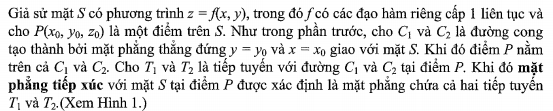 Giả sử mặt S có phương trình z = f(x, y), trong đó f có các đạo hàm riêng cấp 1 liên tục và
cho P(x₀, y₀, z₀) là một điểm trên S. Như trong phần trước, cho C₁ và C₂ là đường cong
tạo thành bởi mặt phẳng thẳng đứng y = y₀ và x = x₀ giao với mặt S. Khi đó điểm P nằm
trên cả C₁ và C₂. Cho T₁ và T₂ là tiếp tuyến với đường C₁ và C₂ tại điểm P. Khi đó mặt
phẳng tiếp xúc với mặt S tại điểm P được xác định là mặt phẳng chứa cả hai tiếp tuyến
T₁ và T₂.(Xem Hình 1.)